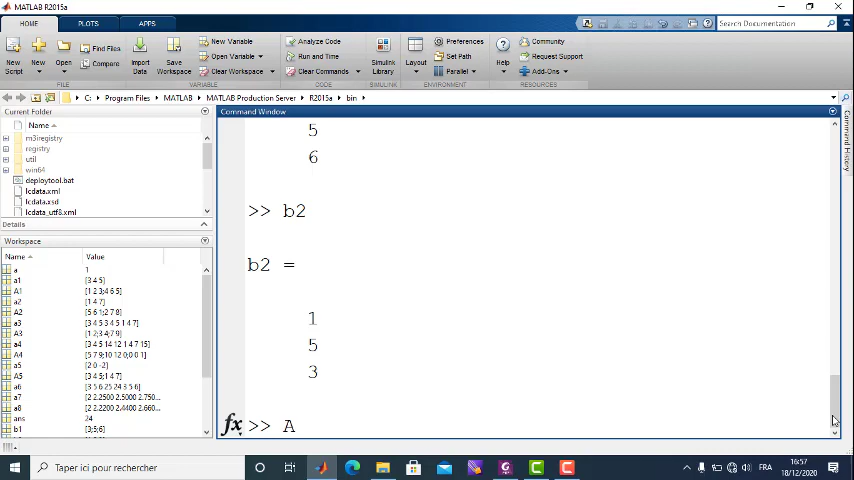 MATLAB R2015a
HOME PLOTS APPS
Search Documentation
New Script
New
Open
Find Files
Compare
Import Data
Save Workspace
New Variable
Open Variable
Clear Workspace
Analyze Code
Run and Time
Clear Commands
Simulink Library
Layout
Preferences
Set Path
Parallel
Help
Community
Request Support
Add-Ons
FILE VARIABLE CODE SIMULINK ENVIRONMENT RESOURCES
C: Program Files MATLAB MATLAB Production Server R2015a bin
Current Folder
Name
m3iregistry
registry
util
win64
deploytool.bat
lcdata.xml
lcdata.xsd
lcdata_utf8.xml
Details
Workspace
Name Value
a 1
a1 [3 4 5]
A1 [1 2 3;4 6 5]
a2 [1 4 7]
A2 [5 6 1;2 7 8]
a3 [3 4 5 3 4 5 1 4 7]
A3 [1 2;3 4;7 9]
a4 [3 4 5 14 12 1 4 7 15]
A4 [5 7 9;10 12 0;0 0 1]
a5 [2 0 -2]
A5 [3 4 5;1 4 7]
a6 [3 5 6 25 24 3 5 6]
a7 [2 2.2500 2.5000 2.750...
a8 [2 2.2200 2.4400 2.660...
ans 24
b1 [3;5;6]
Command Window
5
6
>> b2
b2 =
1
5
3
fx >> A
Command History
Taper ici pour rechercher
FRA
16:57
18/12/2020